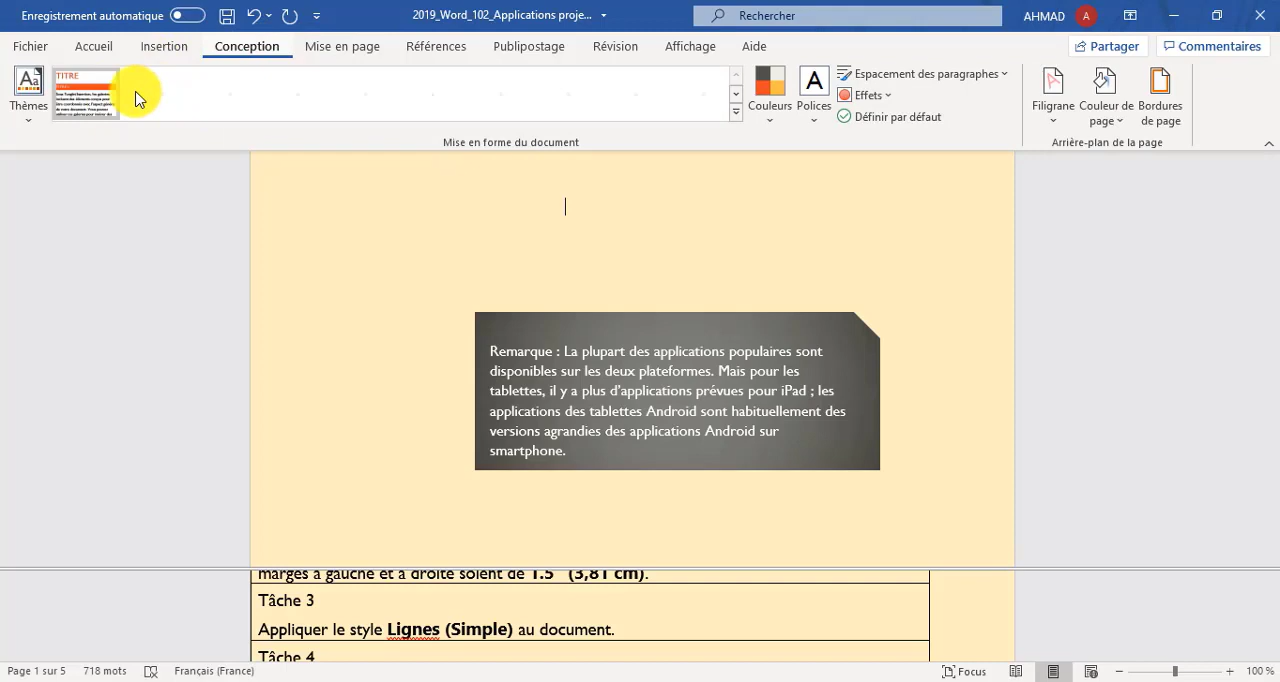 Enregistrement automatique
2019_Word_102_Applications proje...
Rechercher
AHMAD
A
Fichier
Accueil
Insertion
Conception
Mise en page
Références
Publipostage
Révision
Affichage
Aide
Partager
Commentaires
Aa
Thèmes
TITRE
Couleurs
A
Polices
Espacement des paragraphes
Effets
Définir par défaut
Filigrane
Couleur de
page
Bordures
de page
Mise en forme du document
Arrière-plan de la page
Remarque : La plupart des applications populaires sont
disponibles sur les deux plateformes. Mais pour les
tablettes, il y a plus d'applications prévues pour iPad ; les
applications des tablettes Android sont habituellement des
versions agrandies des applications Android sur
smartphone.
marges à gauche et à droite soient de 1.5" (3,81 cm).
Tâche 3
Appliquer le style Lignes (Simple) au document.
Tâche 4
Page 1 sur 5
718 mots
Français (France)
Focus
100 %